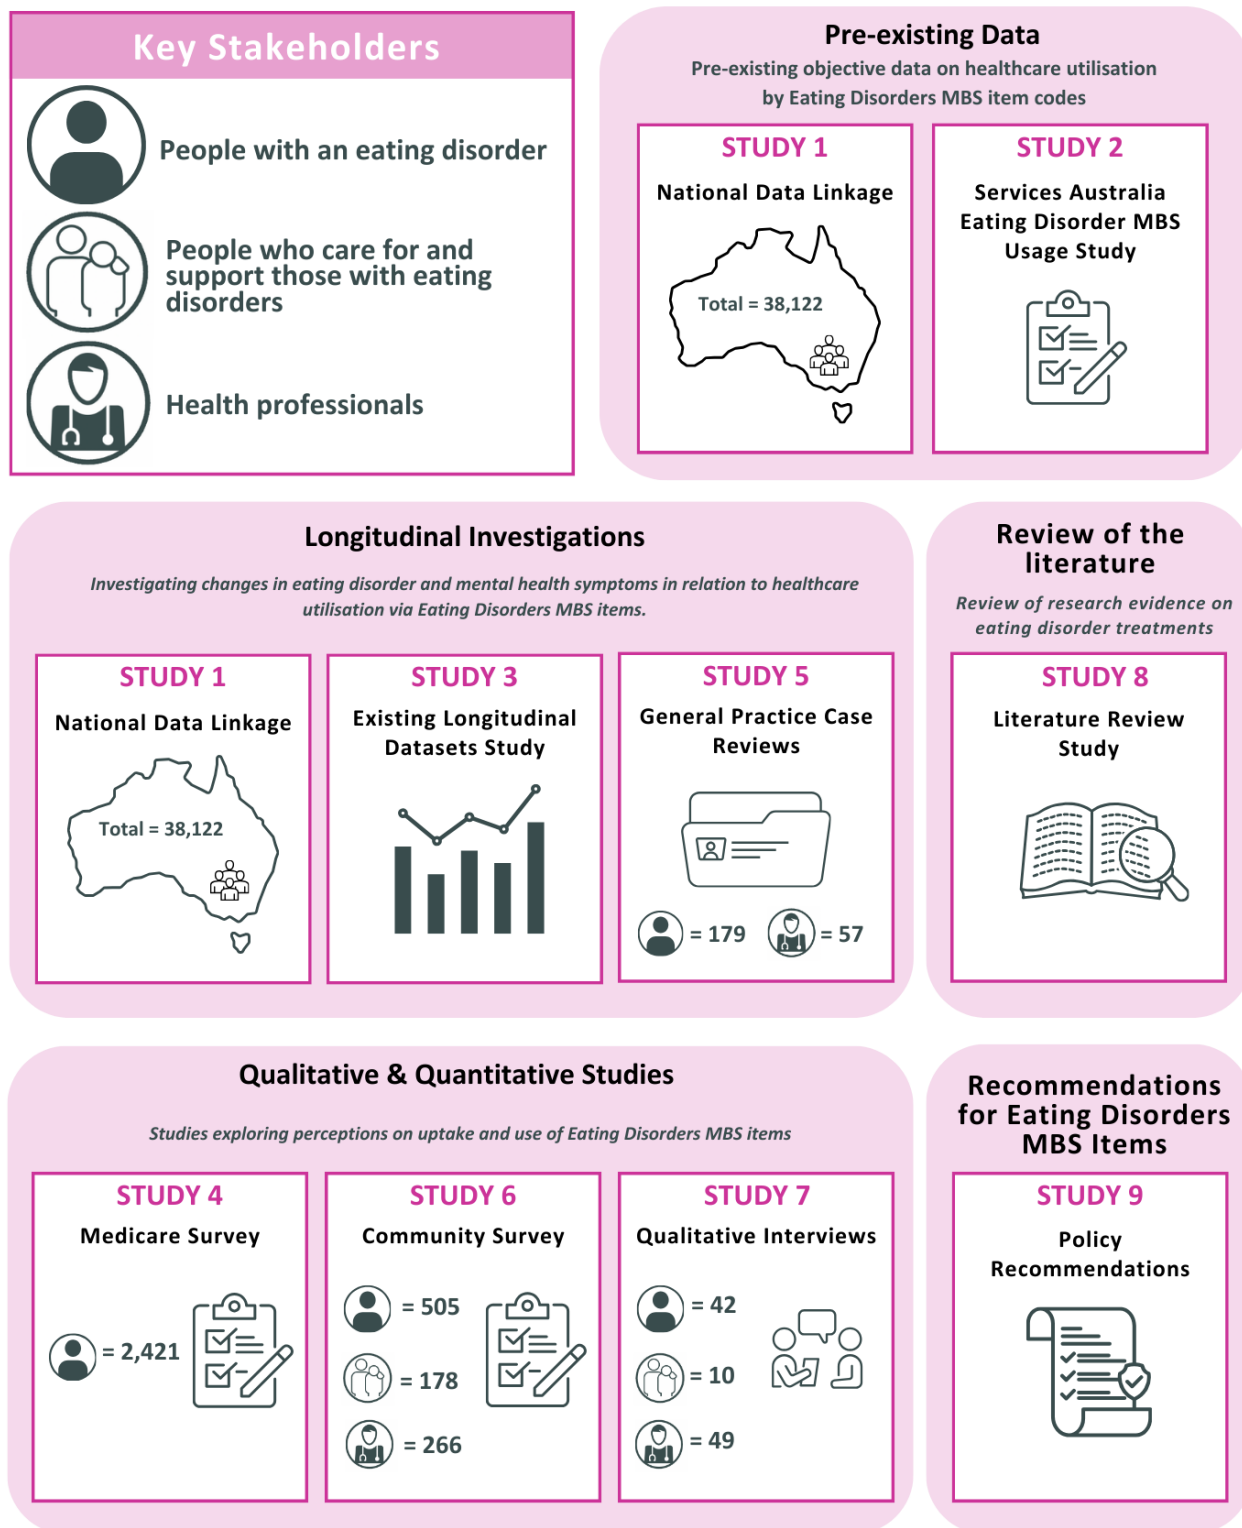 Key Stakeholders
People with an eating disorder
People who care for and
support those with eating
disorders
Health professionals
Pre-existing Data
Pre-existing objective data on healthcare utilisation
by Eating Disorders MBS item codes
STUDY 1
National Data Linkage
Total = 38,122
STUDY 2
Services Australia
Eating Disorder MBS
Usage Study
Longitudinal Investigations
Investigating changes in eating disorder and mental health symptoms in relation to healthcare
utilisation via Eating Disorders MBS items.
STUDY 1
National Data Linkage
Total = 38,122
STUDY 3
Existing Longitudinal
Datasets Study
STUDY 5
General Practice Case
Reviews
= 179
= 57
Review of the
literature
Review of research evidence on
eating disorder treatments
STUDY 8
Literature Review
Study
Qualitative & Quantitative Studies
Studies exploring perceptions on uptake and use of Eating Disorders MBS items
STUDY 4
Medicare Survey
= 2,421
STUDY 6
Community Survey
= 505
= 178
= 266
STUDY 7
Qualitative Interviews
= 42
= 10
= 49
Recommendations
for Eating Disorders
MBS Items
STUDY 9
Policy
Recommendations